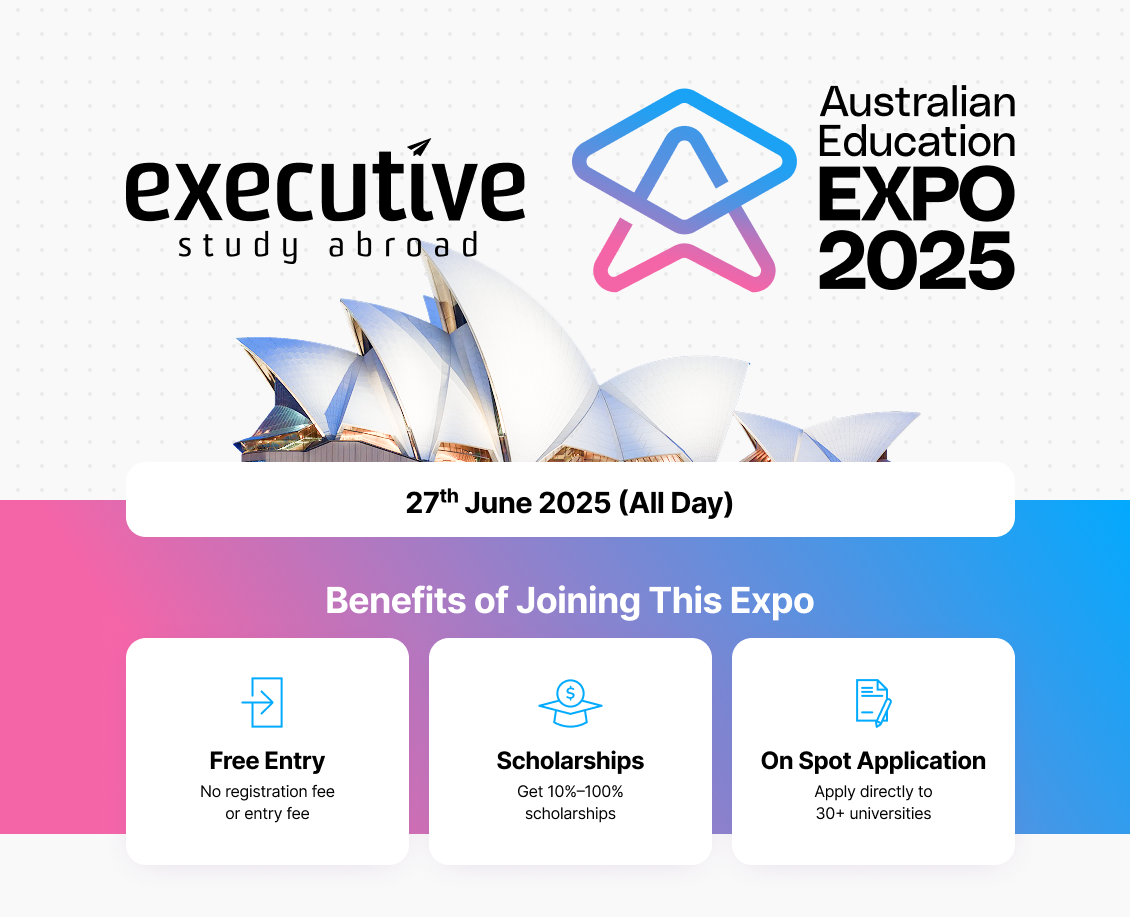 executive
study abroad
Australian
Education
EXPO
2025
27th June 2025 (All Day)
Benefits of Joining This Expo
$
Free Entry
No registration fee
or entry fee
Scholarships
Get 10%–100%
scholarships
On Spot Application
Apply directly to
30+ universities